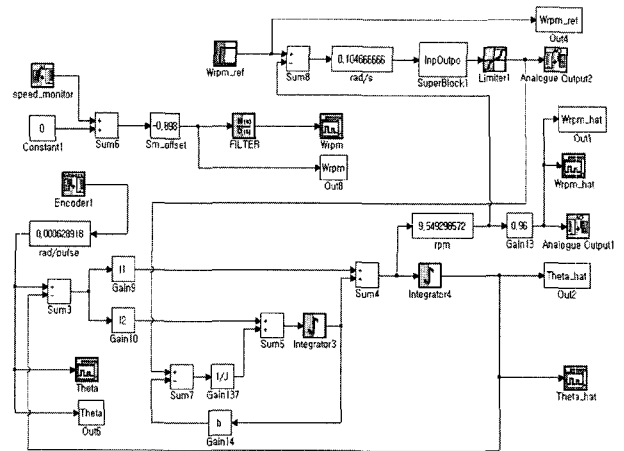 Wrpm_ref
Out4
Wrpm_ref
Sum8
0.104666666
rad/s
InpOutpo
SuperBlock1
Limiter1
Analogue Output2
speed_monitor
0
Constant1
Sum6
-0,898
Sm_offset
FILTER
Wrpm
Wrpm
Out8
Wrpm_hat
Out1
Wrpm_hat
Encoder1
0,000628918
rad/pulse
9,549298572
rpm
0.96
Gain13
Analogue Output1
Sum3
l1
Gain9
Sum4
Integrator4
Theta_hat
Out2
l2
Gain10
Sum5
Integrator3
Theta
Sum7
1/J
Gain137
Theta_hat
Theta
Out5
b
Gain14